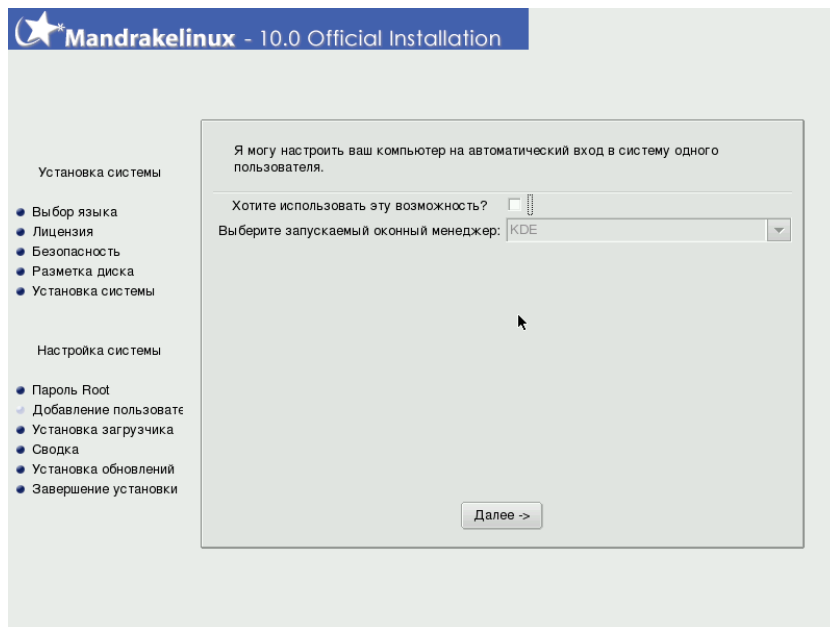 Mandrakelinux - 10.0 Official Installation
Установка системы
Выбор языка
Лицензия
Безопасность
Разметка диска
Установка системы
Настройка системы
Пароль Root
Добавление пользовате
Установка загрузчика
Сводка
Установка обновлений
Завершение установки
Я могу настроить ваш компьютер на автоматический вход в систему одного
пользователя.
Хотите использовать эту возможность?
Выберите запускаемый оконный менеджер: KDE
Далее ->